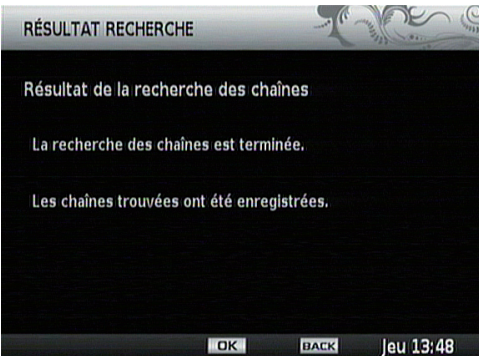 RÉSULTAT RECHERCHE
Résultat de la recherche des chaînes
La recherche des chaînes est terminée.
Les chaînes trouvées ont été enregistrées.
OK BACK Jeu 13:48